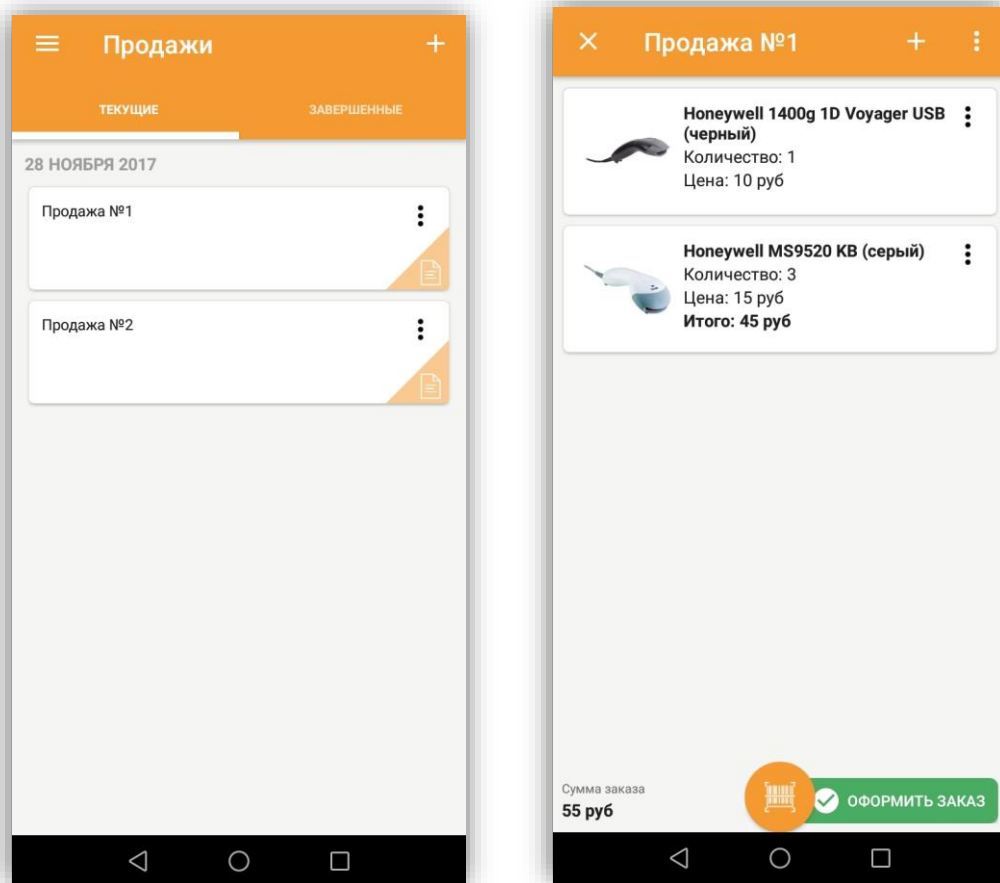 Продажи
ТЕКУЩИЕ
ЗАВЕРШЕННЫЕ
28 НОЯБРЯ 2017
Продажа №1
Продажа №2
Продажа №1
Honeywell 1400g 1D Voyager USB
(черный)
Количество: 1
Цена: 10 руб
Honeywell MS9520 KB (серый)
Количество: 3
Цена: 15 руб
Итого: 45 руб
Сумма заказа
55 руб
ОФОРМИТЬ ЗАКАЗ